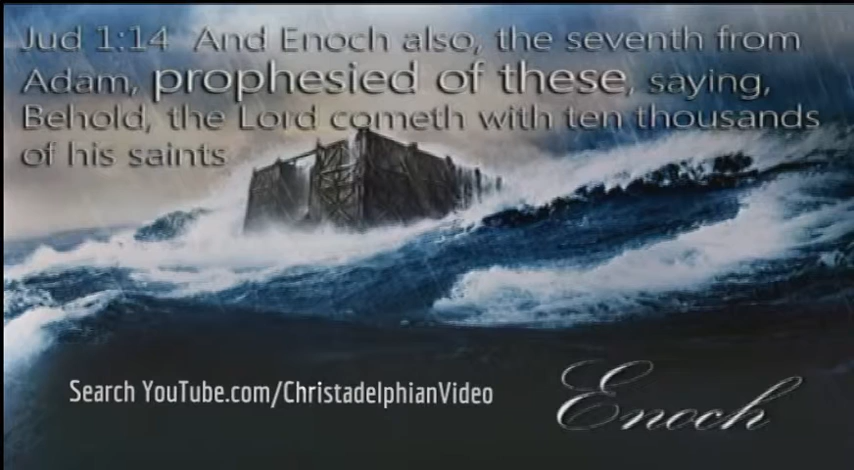 Jud 1:14 And Enoch also, the seventh from
Adam, prophesied of these, saying,
Behold, the Lord cometh with ten thousands
of his saints
Search YouTube.com/ChristadelphianVideo
Enoch